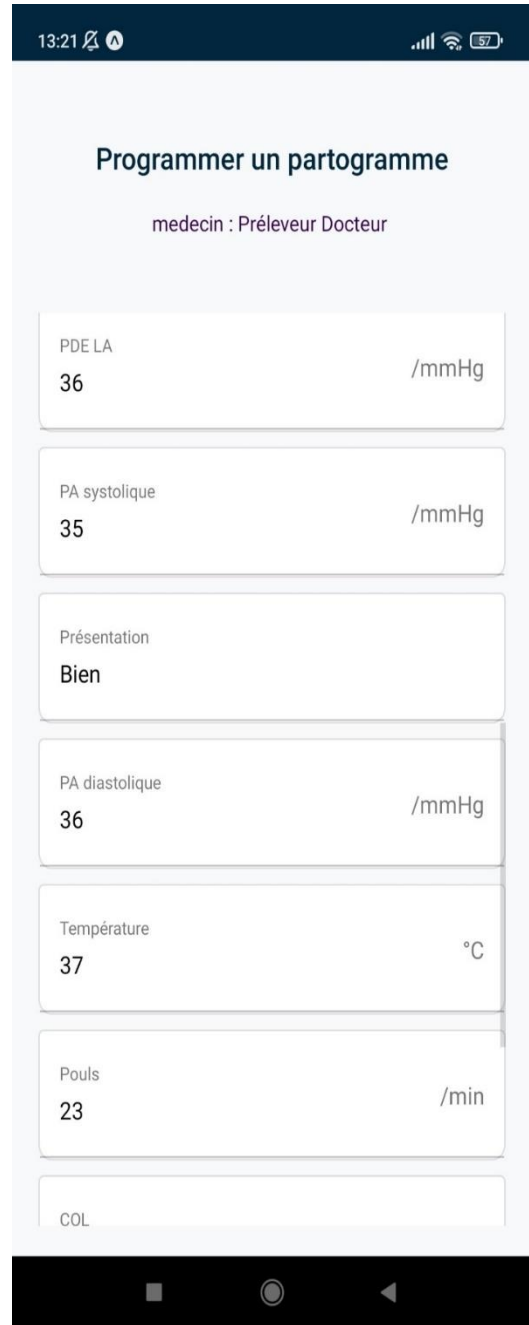 13:21
57
Programmer un partogramme
medecin : Préleveur Docteur
PDE LA
36 /mmHg
PA systolique
35 /mmHg
Présentation
Bien
PA diastolique
36 /mmHg
Température
37 °C
Pouls
23 /min
COL